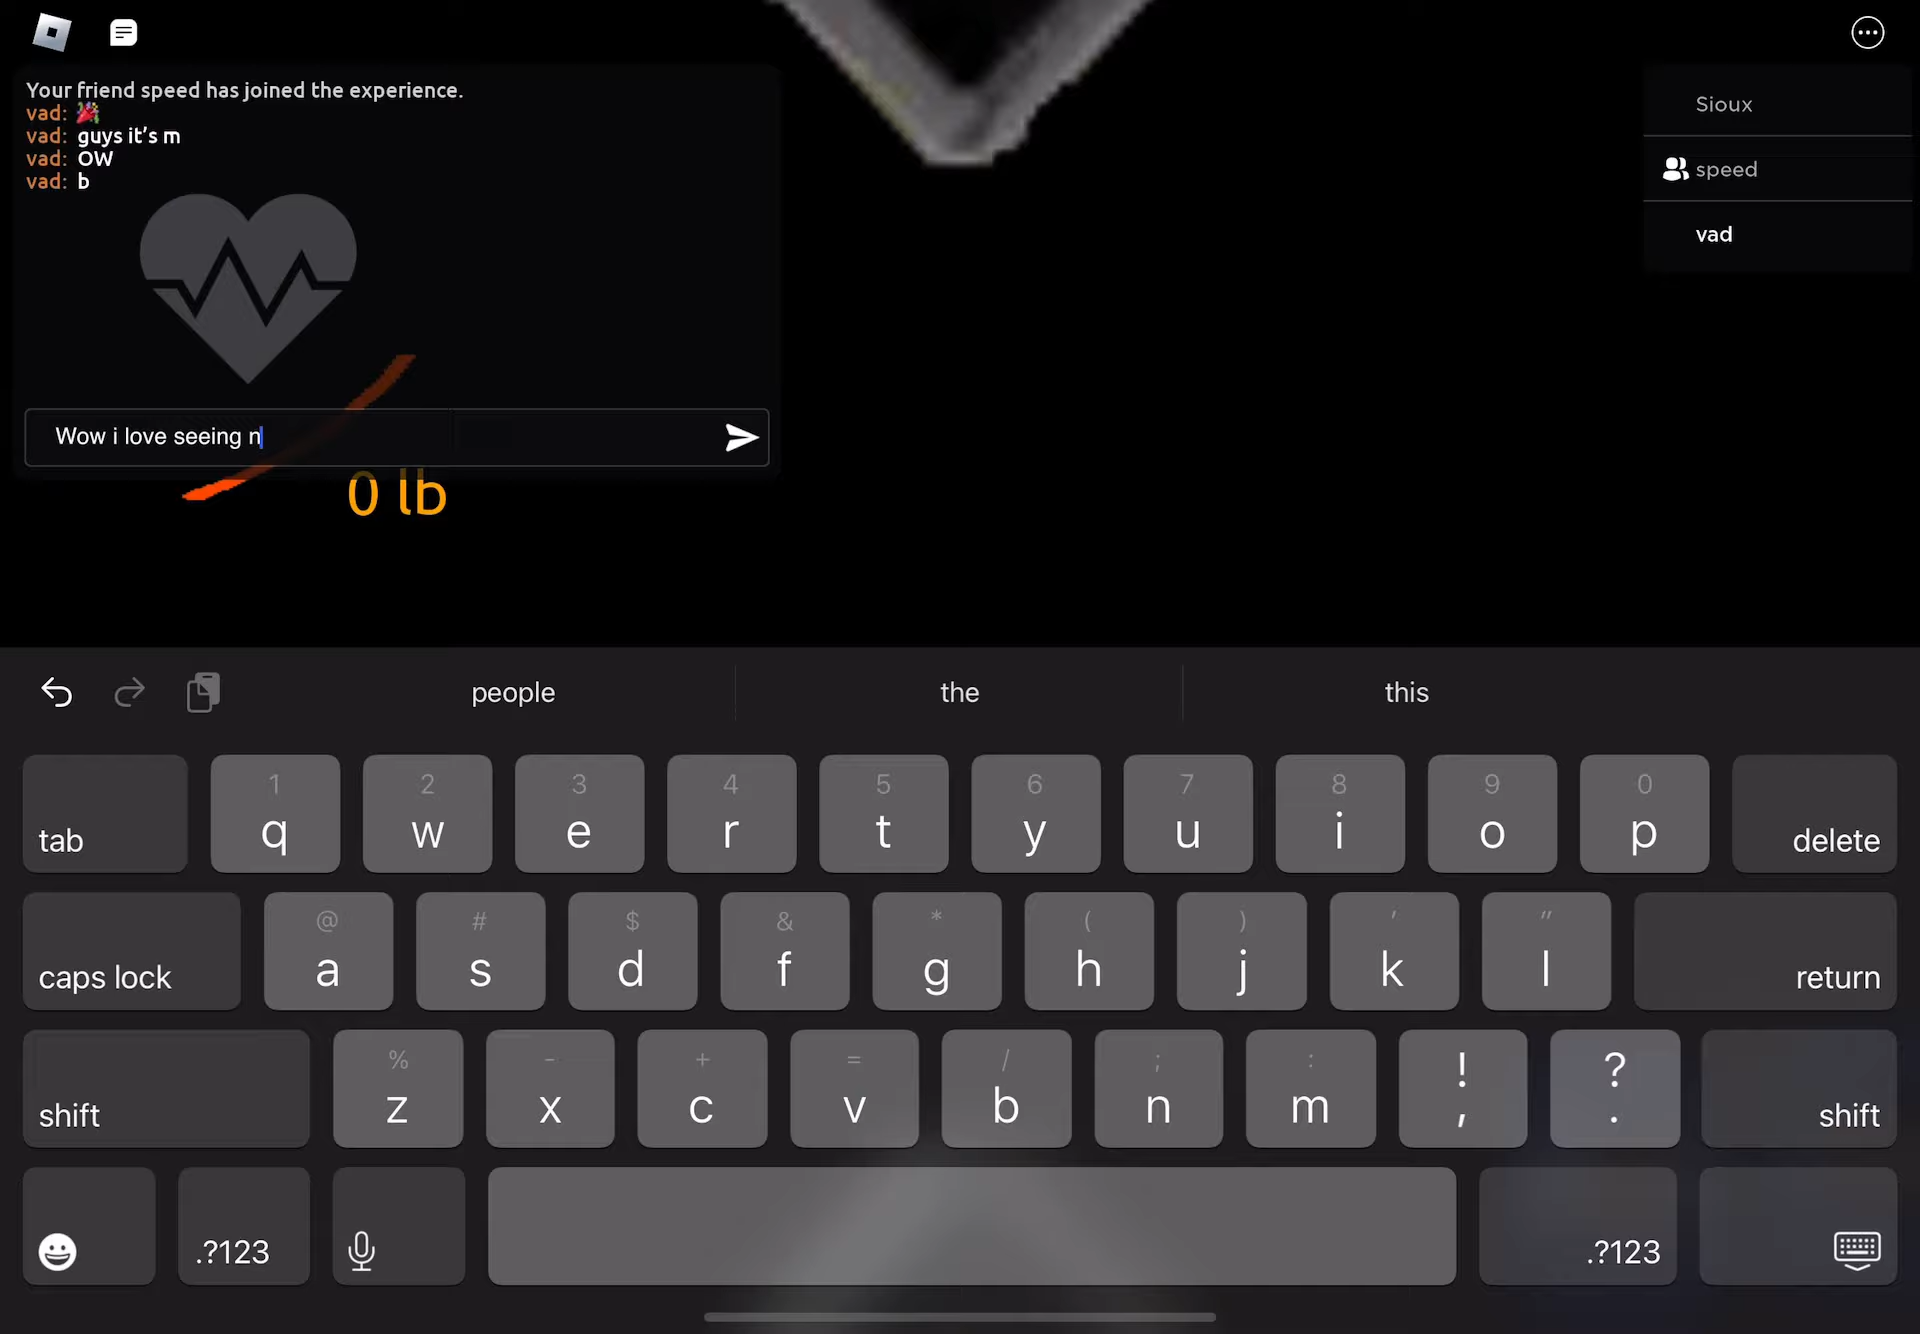 Your friend speed has joined the experience.
vad: 🎉
vad: guys it’s m
vad: OW
vad: b
Wow i love seeing n
0 lb
Sioux
speed
vad
people the this
tab 1 q 2 w 3 e 4 r 5 t 6 y 7 u 8 i 9 o 0 p delete
caps lock @ a # s $ d & f * g ( h ) j ' k " l return
shift % z - x + c = v / b ; n : m ! , ? . shift
.?123 .?123